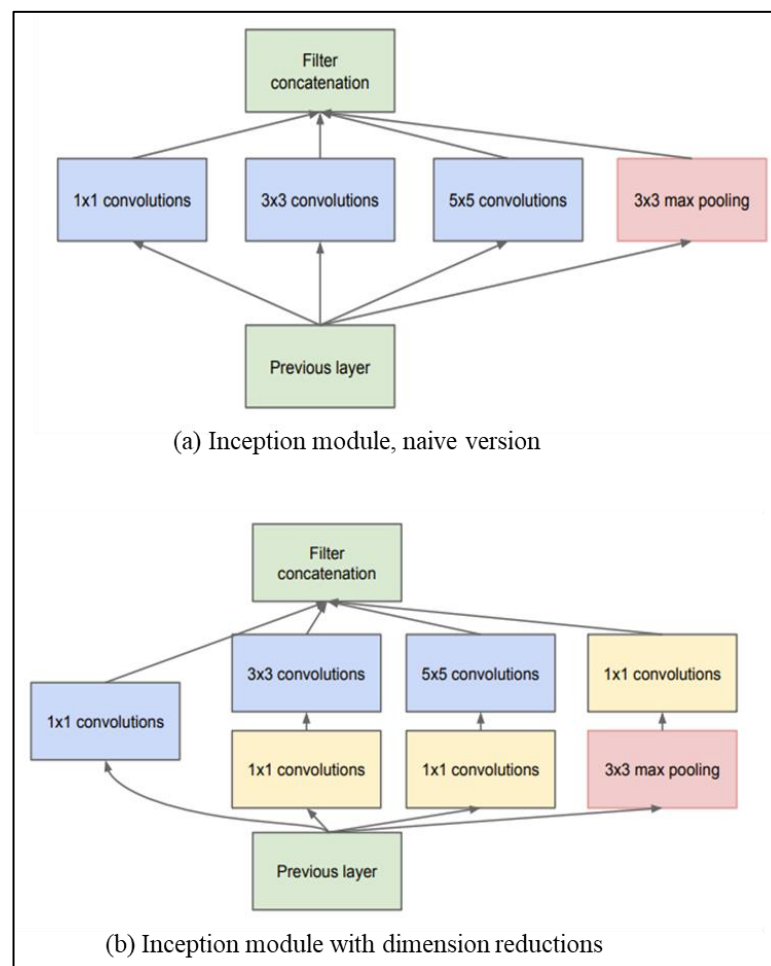 Filter
concatenation
1x1 convolutions
3x3 convolutions
5x5 convolutions
3x3 max pooling
Previous layer
(a) Inception module, naive version
Filter
concatenation
3x3 convolutions
5x5 convolutions
1x1 convolutions
1x1 convolutions
1x1 convolutions
1x1 convolutions
3x3 max pooling
Previous layer
(b) Inception module with dimension reductions